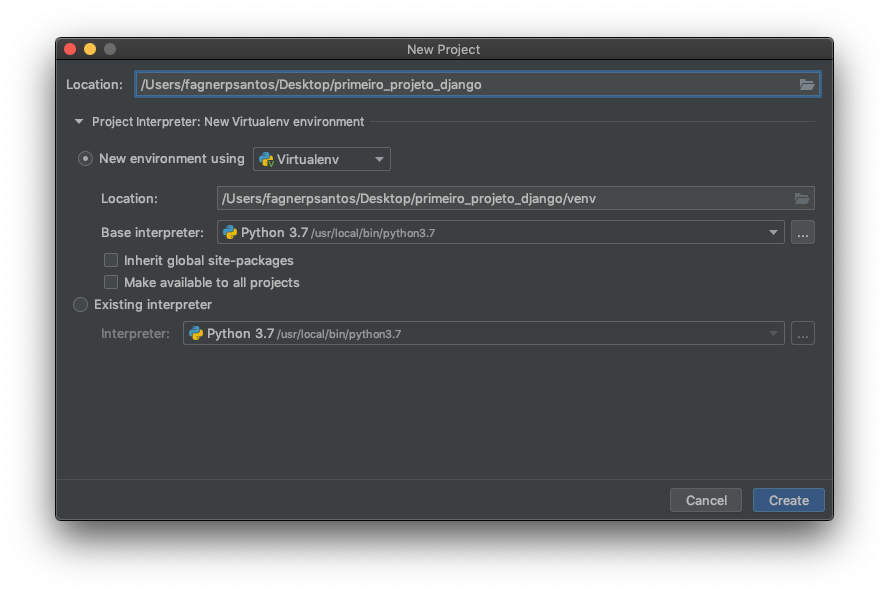 New Project
Location: /Users/fagnerpsantos/Desktop/primeiro_projeto_django
Project Interpreter: New Virtualenv environment
New environment using Virtualenv
Location: /Users/fagnerpsantos/Desktop/primeiro_projeto_django/venv
Base interpreter: Python 3.7 /usr/local/bin/python3.7 ...
Inherit global site-packages
Make available to all projects
Existing interpreter
Interpreter: Python 3.7 /usr/local/bin/python3.7 ...
Cancel Create